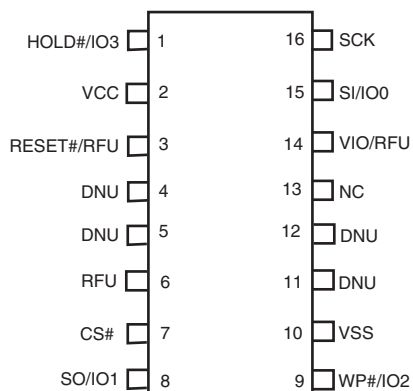 HOLD#/IO3 1 16 SCK
VCC 2 15 SI/IO0
RESET#/RFU 3 14 VIO/RFU
DNU 4 13 NC
DNU 5 12 DNU
RFU 6 11 DNU
CS# 7 10 VSS
SO/IO1 8 9 WP#/IO2